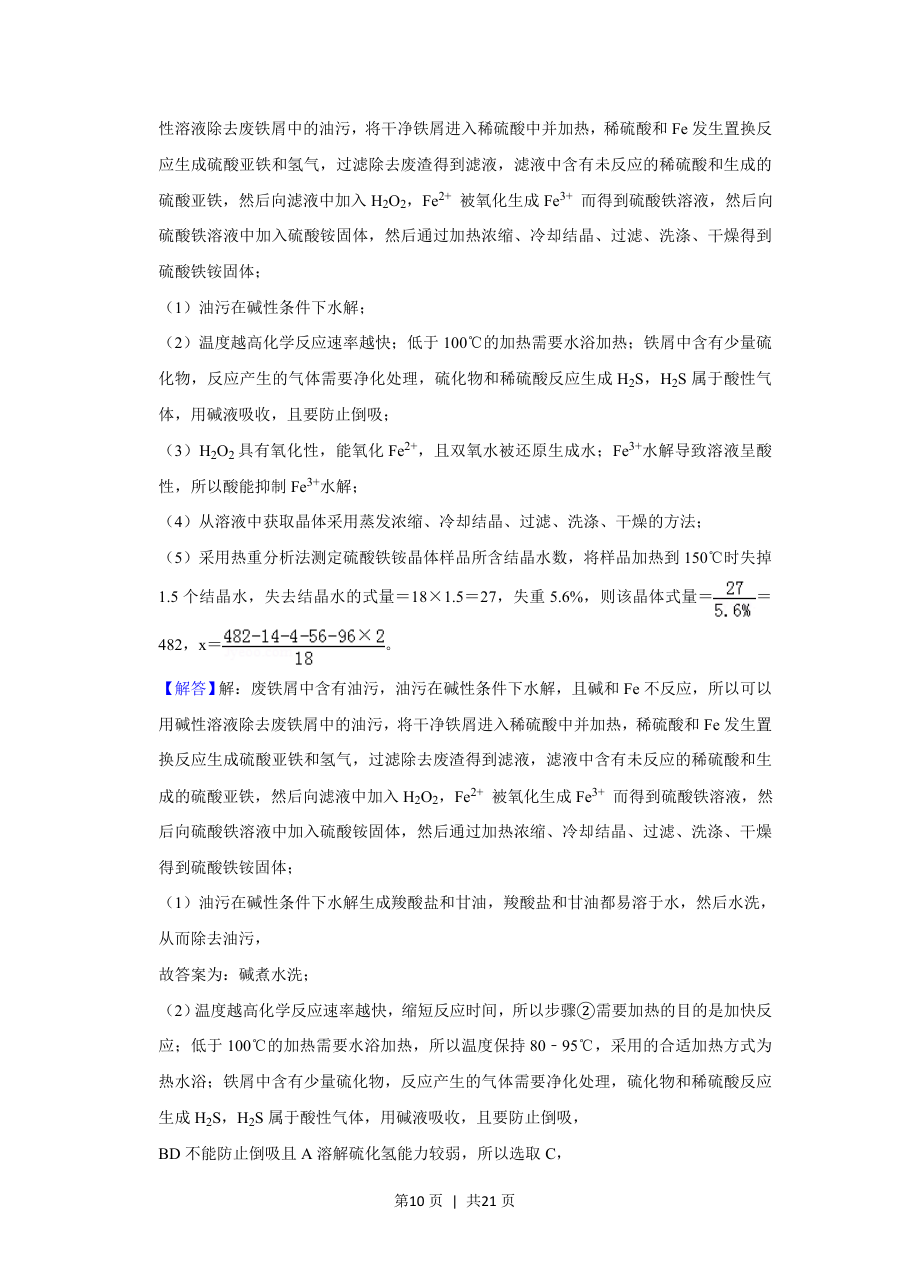 性溶液除去废铁屑中的油污，将干净铁屑进入稀硫酸中并加热，稀硫酸和 Fe 发生置换反
应生成硫酸亚铁和氢气，过滤除去废渣得到滤液，滤液中含有未反应的稀硫酸和生成的
硫酸亚铁，然后向滤液中加入 H₂O₂，Fe²⁺ 被氧化生成 Fe³⁺ 而得到硫酸铁溶液，然后向
硫酸铁溶液中加入硫酸铵固体，然后通过加热浓缩、冷却结晶、过滤、洗涤、干燥得到
硫酸铁铵固体；
（1）油污在碱性条件下水解；
（2）温度越高化学反应速率越快；低于 100℃的加热需要水浴加热；铁屑中含有少量硫
化物，反应产生的气体需要净化处理，硫化物和稀硫酸反应生成 H₂S，H₂S 属于酸性气
体，用碱液吸收，且要防止倒吸；
（3）H₂O₂ 具有氧化性，能氧化 Fe²⁺，且双氧水被还原生成水；Fe³⁺水解导致溶液呈酸
性，所以酸能抑制 Fe³⁺水解；
（4）从溶液中获取晶体采用蒸发浓缩、冷却结晶、过滤、洗涤、干燥的方法；
（5）采用热重分析法测定硫酸铁铵晶体样品所含结晶水数，将样品加热到 150℃时失掉
1.5 个结晶水，失去结晶水的式量＝18×1.5＝27，失重 5.6%，则该晶体式量＝27/5.6%＝
482，x＝(482-14-4-56-96×2)/18。
【解答】解：废铁屑中含有油污，油污在碱性条件下水解，且碱和 Fe 不反应，所以可以
用碱性溶液除去废铁屑中的油污，将干净铁屑进入稀硫酸中并加热，稀硫酸和 Fe 发生置
换反应生成硫酸亚铁和氢气，过滤除去废渣得到滤液，滤液中含有未反应的稀硫酸和生
成的硫酸亚铁，然后向滤液中加入 H₂O₂，Fe²⁺ 被氧化生成 Fe³⁺ 而得到硫酸铁溶液，然
后向硫酸铁溶液中加入硫酸铵固体，然后通过加热浓缩、冷却结晶、过滤、洗涤、干燥
得到硫酸铁铵固体；
（1）油污在碱性条件下水解生成羧酸盐和甘油，羧酸盐和甘油都易溶于水，然后水洗，
从而除去油污，
故答案为：碱煮水洗；
（2）温度越高化学反应速率越快，缩短反应时间，所以步骤②需要加热的目的是加快反
应；低于 100℃的加热需要水浴加热，所以温度保持 80﹣95℃，采用的合适加热方式为
热水浴；铁屑中含有少量硫化物，反应产生的气体需要净化处理，硫化物和稀硫酸反应
生成 H₂S，H₂S 属于酸性气体，用碱液吸收，且要防止倒吸，
BD 不能防止倒吸且 A 溶解硫化氢能力较弱，所以选取 C，
第10 页 | 共21 页